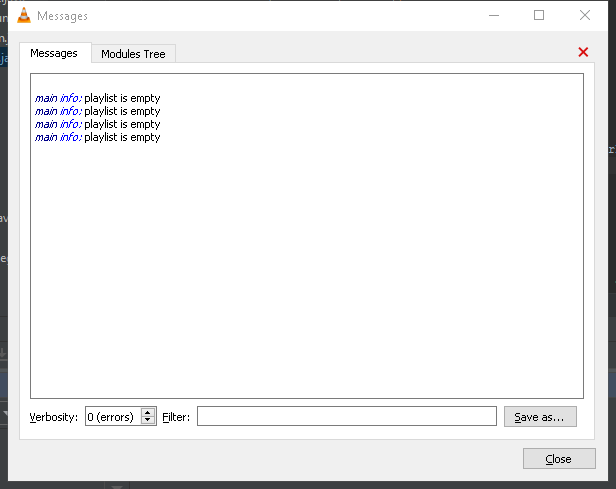 Messages
Messages
Modules Tree
main info: playlist is empty
main info: playlist is empty
main info: playlist is empty
main info: playlist is empty
Verbosity: 0 (errors) Filter: Save as...
Close